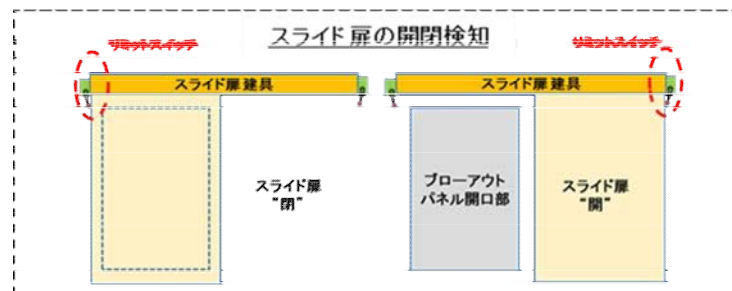 スライド扉の開閉検知
リミットスイッチ
リミットスイッチ
スライド扉建具
スライド扉建具
スライド扉
“閉”
ブローアウト
パネル開口部
スライド扉
“開”